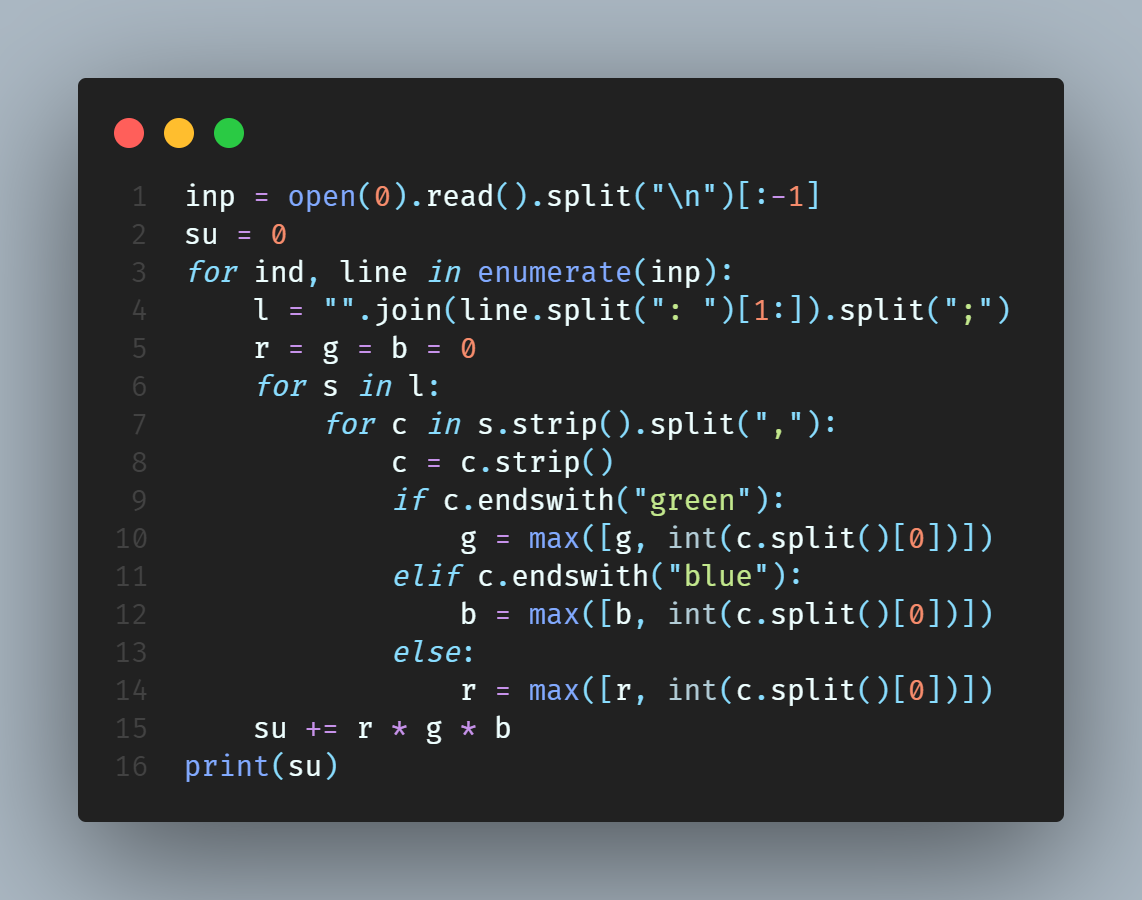 1 inp = open(0).read().split("\n")[:-1]
2 su = 0
3 for ind, line in enumerate(inp):
4     l = "".join(line.split(": ")[1:]).split(";")
5     r = g = b = 0
6     for s in l:
7         for c in s.strip().split(","):
8             c = c.strip()
9             if c.endswith("green"):
10                 g = max([g, int(c.split()[0])])
11             elif c.endswith("blue"):
12                 b = max([b, int(c.split()[0])])
13             else:
14                 r = max([r, int(c.split()[0])])
15     su += r * g * b
16 print(su)